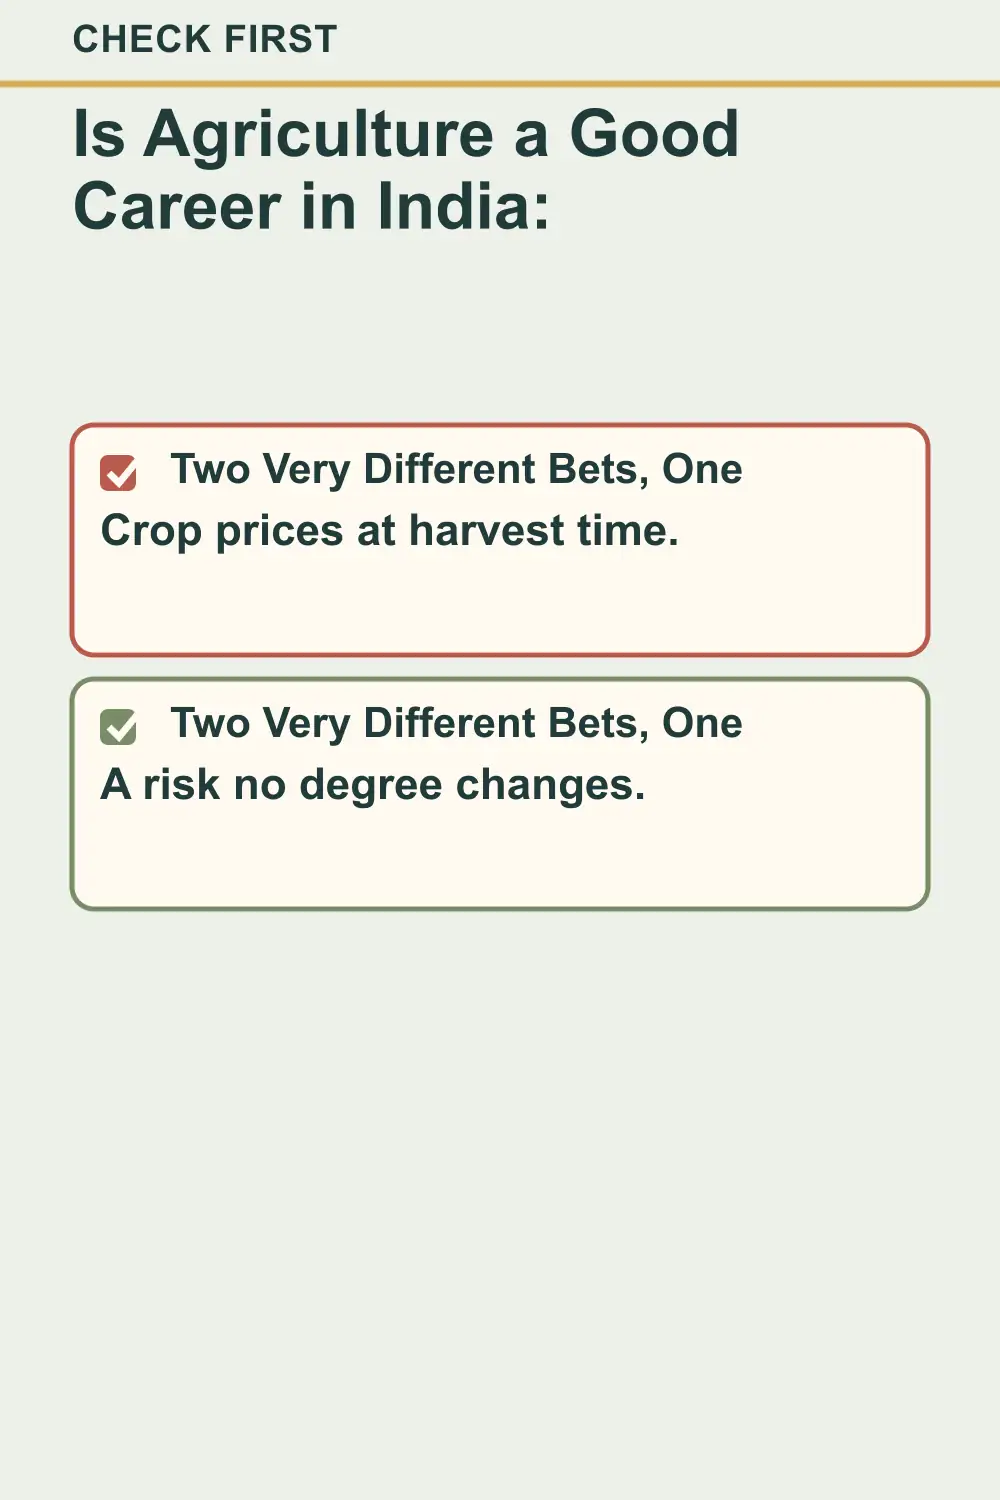 CHECK FIRST
Is Agriculture a Good
Career in India:
Two Very Different Bets, One
Crop prices at harvest time.
Two Very Different Bets, One
A risk no degree changes.